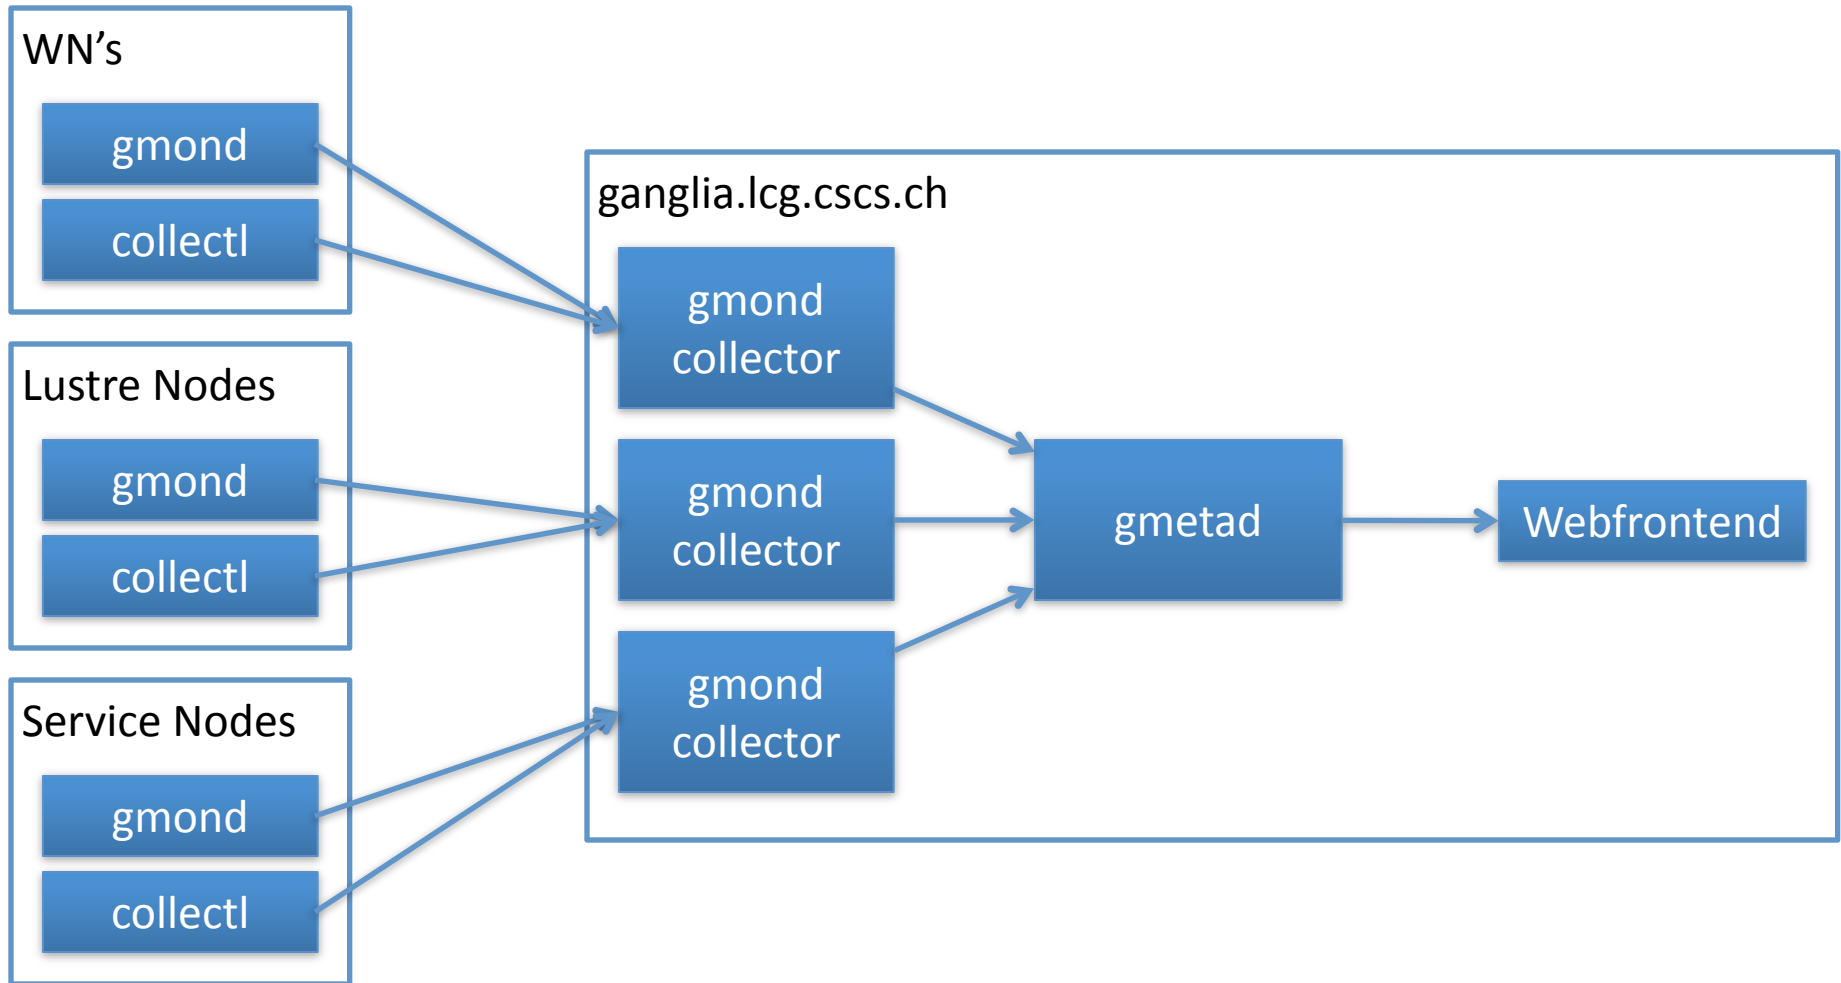 WN’s
gmond
collectl
Lustre Nodes
gmond
collectl
Service Nodes
gmond
collectl
ganglia.lcg.cscs.ch
gmond
collector
gmond
collector
gmond
collector
gmetad
Webfrontend